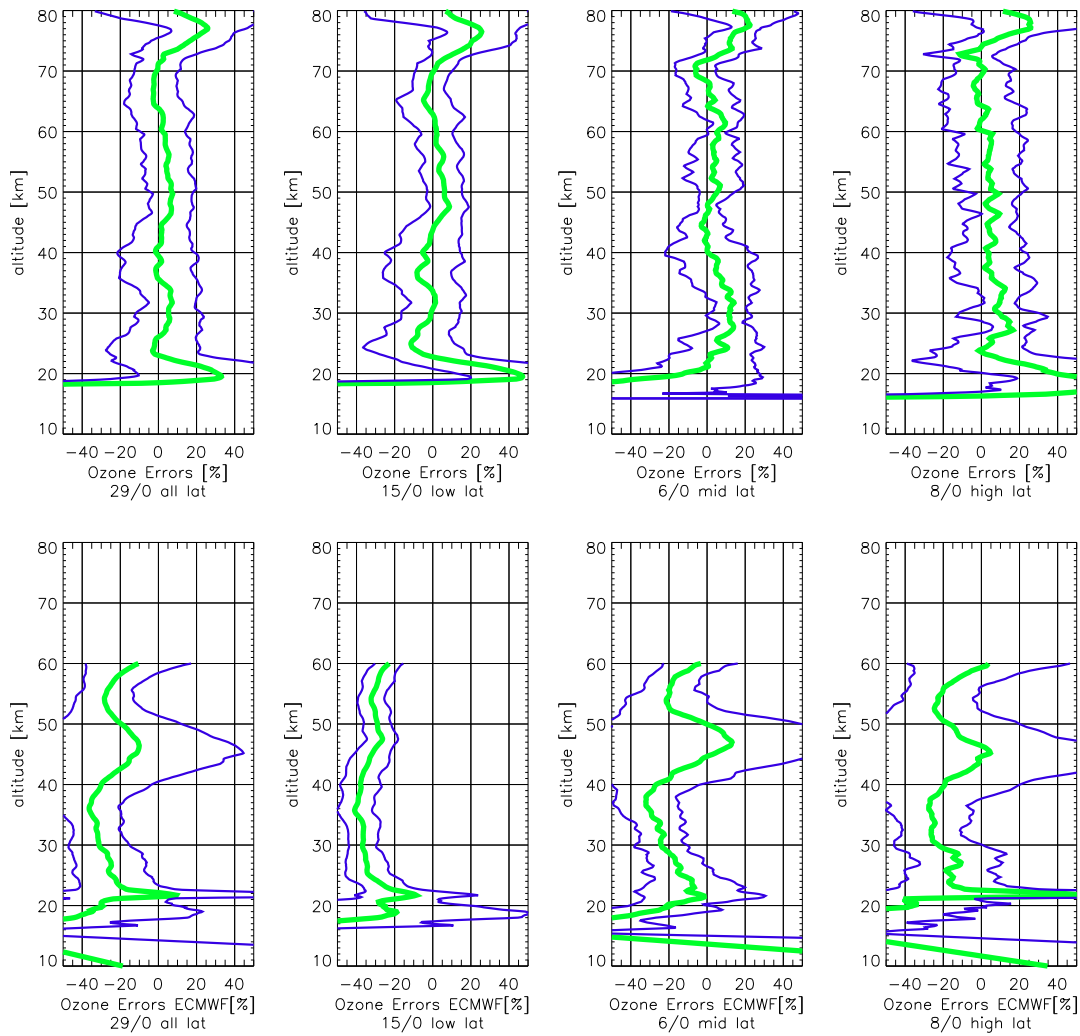 80 80 80 80
70 70 70 70
60 60 60 60
50 50 50 50
altitude [km] altitude [km] altitude [km] altitude [km]
40 40 40 40
30 30 30 30
20 20 20 20
10 10 10 10
−40 −20 0 20 40 −40 −20 0 20 40 −40 −20 0 20 40 −40 −20 0 20 40
Ozone Errors [%] Ozone Errors [%] Ozone Errors [%] Ozone Errors [%]
29/0 all lat 15/0 low lat 6/0 mid lat 8/0 high lat
80 80 80 80
70 70 70 70
60 60 60 60
50 50 50 50
altitude [km] altitude [km] altitude [km] altitude [km]
40 40 40 40
30 30 30 30
20 20 20 20
10 10 10 10
−40 −20 0 20 40 −40 −20 0 20 40 −40 −20 0 20 40 −40 −20 0 20 40
Ozone Errors ECMWF[%] Ozone Errors ECMWF[%] Ozone Errors ECMWF[%] Ozone Errors ECMWF[%]
29/0 all lat 15/0 low lat 6/0 mid lat 8/0 high lat